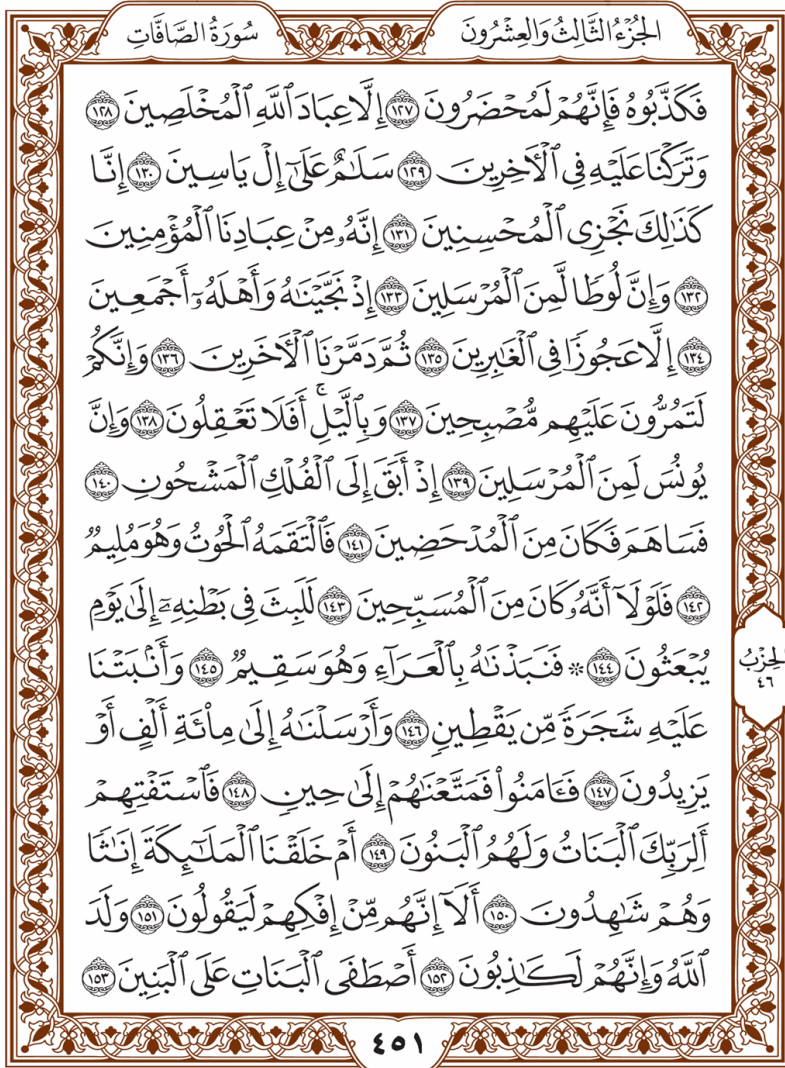 الجُزْءُ الثَّالِثُ وَالعِشْرُونَ
سُورَةُ الصَّافَّاتِ
فَكَذَّبُوهُ فَإِنَّهُمْ لَمُحْضَرُونَ ١٢٧ إِلَّا عِبَادَ ٱللَّهِ ٱلْمُخْلَصِينَ ١٢٨
وَتَرَكْنَا عَلَيْهِ فِى ٱلْأَخِرِينَ ١٢٩ سَلَٰمٌ عَلَىٰٓ إِلْ يَاسِينَ ١٣٠ إِنَّا
كَذَٰلِكَ نَجْزِى ٱلْمُحْسِنِينَ ١٣١ إِنَّهُۥ مِنْ عِبَادِنَا ٱلْمُؤْمِنِينَ
١٣٢ وَإِنَّ لُوطًا لَّمِنَ ٱلْمُرْسَلِينَ ١٣٣ إِذْ نَجَّيْنَٰهُ وَأَهْلَهُۥٓ أَجْمَعِينَ
١٣٤ إِلَّا عَجُوزًا فِى ٱلْغَٰبِرِينَ ١٣٥ ثُمَّ دَمَّرْنَا ٱلْأَخَرِينَ ١٣٦ وَإِنَّكُمْ
لَتَمُرُّونَ عَلَيْهِم مُّصْبِحِينَ ١٣٧ وَبِٱلَّيْلِۚ أَفَلَا تَعْقِلُونَ ١٣٨ وَإِنَّ
يُونُسَ لَمِنَ ٱلْمُرْسَلِينَ ١٣٩ إِذْ أَبَقَ إِلَى ٱلْفُلْكِ ٱلْمَشْحُونِ ١٤٠
فَسَاهَمَ فَكَانَ مِنَ ٱلْمُدْحَضِينَ ١٤١ فَٱلْتَقَمَهُ ٱلْحُوتُ وَهُوَ مُلِيمٌ
١٤٢ فَلَوْلَآ أَنَّهُۥ كَانَ مِنَ ٱلْمُسَبِّحِينَ ١٤٣ لَلَبِثَ فِى بَطْنِهِۦٓ إِلَىٰ يَوْمِ
يُبْعَثُونَ ١٤٤ ۞ فَنَبَذْنَٰهُ بِٱلْعَرَآءِ وَهُوَ سَقِيمٌ ١٤٥ وَأَنۢبَتْنَا
الحِزْبُ
٤٦
عَلَيْهِ شَجَرَةً مِّن يَقْطِينٍ ١٤٦ وَأَرْسَلْنَٰهُ إِلَىٰ مِا۟ئَةِ أَلْفٍ أَوْ
يَزِيدُونَ ١٤٧ فَـَٔامَنُوا۟ فَمَتَّعْنَٰهُمْ إِلَىٰ حِينٍ ١٤٨ فَٱسْتَفْتِهِمْ
أَلِرَبِّكَ ٱلْبَنَاتُ وَلَهُمُ ٱلْبَنُونَ ١٤٩ أَمْ خَلَقْنَا ٱلْمَلَٰٓئِكَةَ إِنَٰثًا
وَهُمْ شَٰهِدُونَ ١٥٠ أَلَآ إِنَّهُم مِّنْ إِفْكِهِمْ لَيَقُولُونَ ١٥١ وَلَدَ
ٱللَّهُ وَإِنَّهُمْ لَكَٰذِبُونَ ١٥٢ أَصْطَفَى ٱلْبَنَاتِ عَلَى ٱلْبَنِينَ ١٥٣
٤٥١